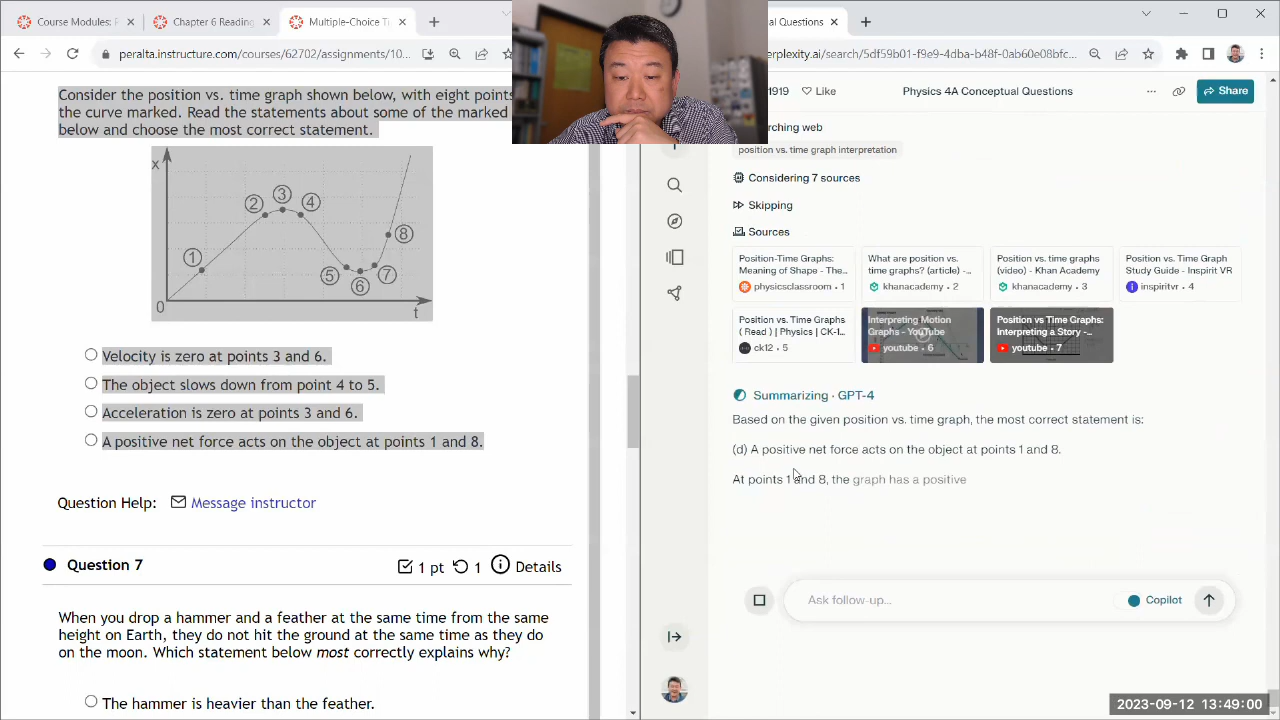 Course Modules: P
Chapter 6 Reading
Multiple-Choice Ti
al Questions
peralta.instructure.com/courses/62702/assignments/10...
erplexity.ai/search/5df59b01-f9e9-4dba-b48f-0ab60e08bfc...
Consider the position vs. time graph shown below, with eight points
the curve marked. Read the statements about some of the marked
below and choose the most correct statement.
x
1
2
3
4
5
6
7
8
0
t
Velocity is zero at points 3 and 6.
The object slows down from point 4 to 5.
Acceleration is zero at points 3 and 6.
A positive net force acts on the object at points 1 and 8.
Question Help: Message instructor
Question 7
1 pt 1 Details
When you drop a hammer and a feather at the same time from the same
height on Earth, they do not hit the ground at the same time as they do
on the moon. Which statement below most correctly explains why?
The hammer is heavier than the feather.
1919 Like
Physics 4A Conceptual Questions
Share
rching web
position vs. time graph interpretation
Considering 7 sources
Skipping
Sources
Position-Time Graphs:
Meaning of Shape - The...
physicsclassroom • 1
What are position vs.
time graphs? (article) -...
khanacademy • 2
Position vs. time graphs
(video) - Khan Academy
khanacademy • 3
Position vs. Time Graph
Study Guide - Inspirit VR
inspiritvr • 4
Position vs. Time Graphs
( Read ) | Physics | CK-1...
ck12 • 5
Interpreting Motion
Graphs - YouTube
youtube • 6
Position vs Time Graphs:
Interpreting a Story -...
youtube • 7
Summarizing · GPT-4
Based on the given position vs. time graph, the most correct statement is:
(d) A positive net force acts on the object at points 1 and 8.
At points 1 and 8, the graph has a positive
Ask follow-up...
Copilot
2023-09-12 13:49:00